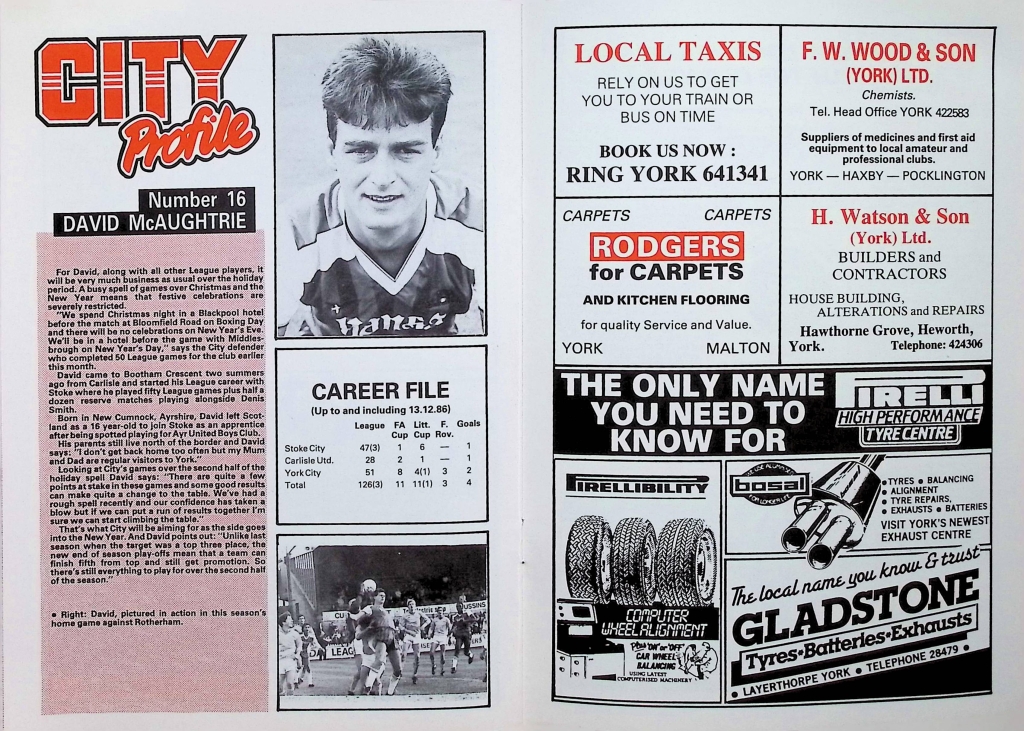 CITY
Profile
Number 16
DAVID McAUGHTRIE
For David, along with all other League players, it
will be very much business as usual over the holiday
period. A busy spell of games over Christmas and the
New Year means that festive celebrations are
severely restricted.
"We spend Christmas night in a Blackpool hotel
before the match at Bloomfield Road on Boxing Day
and there will be no celebrations on New Year's Eve.
We'll be in a hotel before the game with Middles-
brough on New Year's Day," says the City defender
who completed 50 League games for the club earlier
this month.
David came to Bootham Crescent two summers
ago from Carlisle and started his League career with
Stoke where he played fifty League games plus half a
dozen reserve matches playing alongside Denis
Smith.
Born in New Cumnock, Ayrshire, David left Scot-
land as a 16 year-old to join Stoke as an apprentice
after being spotted playing for Ayr United Boys Club.
His parents still live north of the border and David
says: "I don't get back home too often but my Mum
and Dad are regular visitors to York."
Looking at City's games over the second half of the
holiday spell David says: "There are quite a few
points at stake in these games and some good results
can make quite a change to the table. We've had a
rough spell recently and our confidence has taken a
blow but if we can put a run of results together I'm
sure we can start climbing the table."
That's what City will be aiming for as the side goes
into the New Year. And David points out: "Unlike last
season when the target was a top three place, the
new end of season play-offs mean that a team can
finish fifth from top and still get promotion. So
there's still everything to play for over the second half
of the season."
● Right: David, pictured in action in this season's
home game against Rotherham.
CAREER FILE
(Up to and including 13.12.86)
League FA Cup Litt. Cup F. Rov. Goals
Stoke City 47(3) 1 6 — 1
Carlisle Utd. 28 2 1 — 1
York City 51 8 4(1) 3 2
Total 126(3) 11 11(1) 3 4
LOCAL TAXIS
RELY ON US TO GET
YOU TO YOUR TRAIN OR
BUS ON TIME
BOOK US NOW :
RING YORK 641341
F. W. WOOD & SON
(YORK) LTD.
Chemists.
Tel. Head Office YORK 422583
Suppliers of medicines and first aid
equipment to local amateur and
professional clubs.
YORK — HAXBY — POCKLINGTON
CARPETS CARPETS
RODGERS
for CARPETS
AND KITCHEN FLOORING
for quality Service and Value.
YORK MALTON
H. Watson & Son
(York) Ltd.
BUILDERS and
CONTRACTORS
HOUSE BUILDING,
ALTERATIONS and REPAIRS
Hawthorne Grove, Heworth,
York. Telephone: 424306
THE ONLY NAME
YOU NEED TO
KNOW FOR
PIRELLI
HIGH PERFORMANCE
TYRE CENTRE
PIRELLIBILITY
COMPUTER
WHEEL ALIGNMENT
Plus 'ON' or 'OFF'
CAR WHEEL
BALANCING
USING LATEST
COMPUTERISED MACHINERY
bosal
● TYRES ● BALANCING
● ALIGNMENT
● TYRE REPAIRS,
● EXHAUSTS ● BATTERIES
VISIT YORK'S NEWEST
EXHAUST CENTRE
The local name you know & trust
GLADSTONE
Tyres•Batteries•Exhausts
● LAYERTHORPE YORK ● TELEPHONE 28479 ●